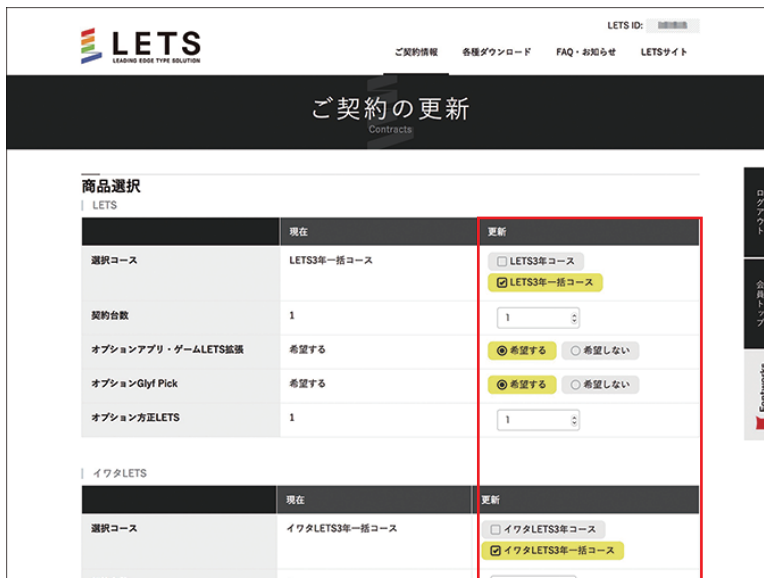 LETS ID:
LETS
LEADING EDGE TYPE SOLUTION
ご契約情報 各種ダウンロード FAQ・お知らせ LETSサイト
ご契約の更新
Contracts
商品選択
LETS
現在 更新
選択コース LETS3年一括コース LETS3年コース
LETS3年一括コース
契約台数 1 1
オプションアプリ・ゲームLETS拡張 希望する 希望する 希望しない
オプションGlyf Pick 希望する 希望する 希望しない
オプション方正LETS 1 1
イワタLETS
現在 更新
選択コース イワタLETS3年一括コース イワタLETS3年コース
イワタLETS3年一括コース
ログアウト
会員トップ
Fontworks